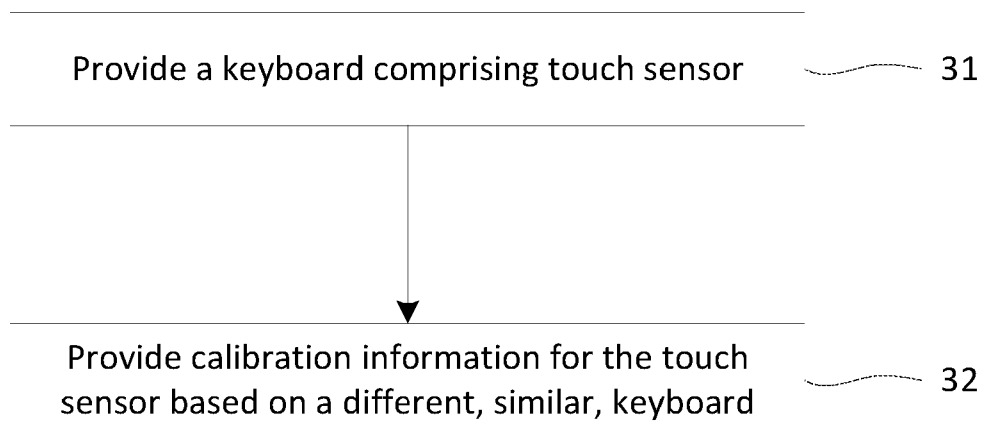 Provide a keyboard comprising touch sensor 31
Provide calibration information for the touch
sensor based on a different, similar, keyboard
32